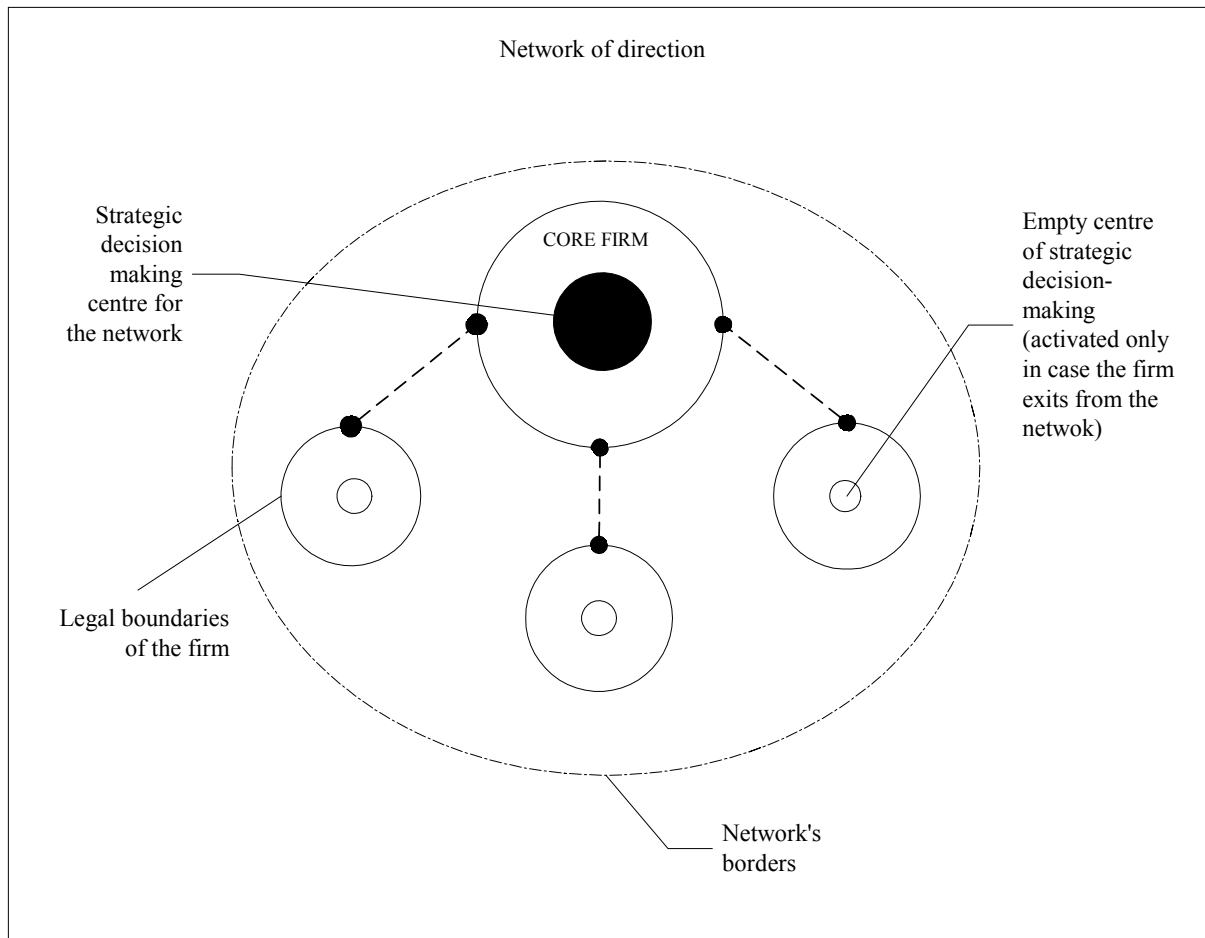 Network of direction
Strategic
decision
making
centre for
the network
CORE FIRM
Empty centre
of strategic
decision-
making
(activated only
in case the firm
exits from the
netwok)
Legal boundaries
of the firm
Network's
borders